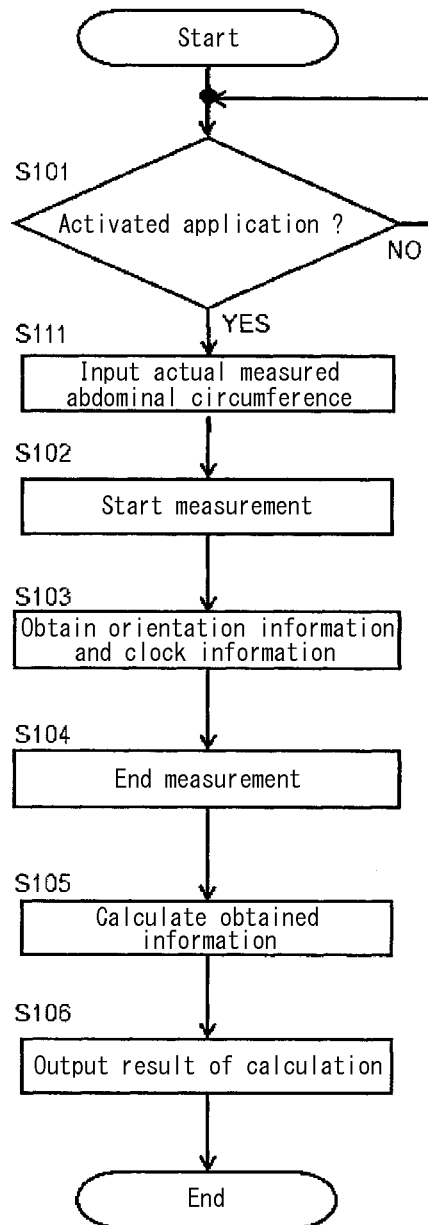 Start
S101
Activated application ?
NO
YES
S111
Input actual measured
abdominal circumference
S102
Start measurement
S103
Obtain orientation information
and clock information
S104
End measurement
S105
Calculate obtained
information
S106
Output result of calculation
End